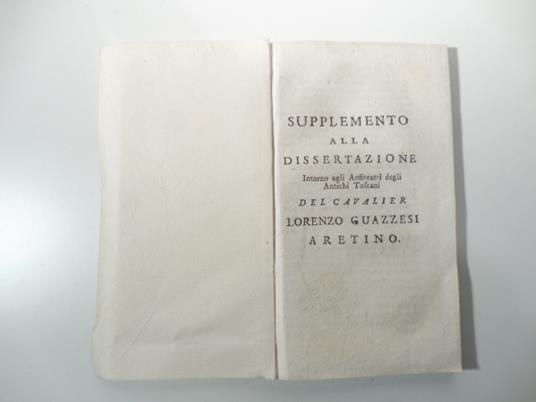 SUPPLEMENTO
ALLA
DISSERTAZIONE
Intorno agli Anfiteatri degli
Antichi Toscani
DEL CAVALIER
LORENZO GUAZZESI
ARETINO.